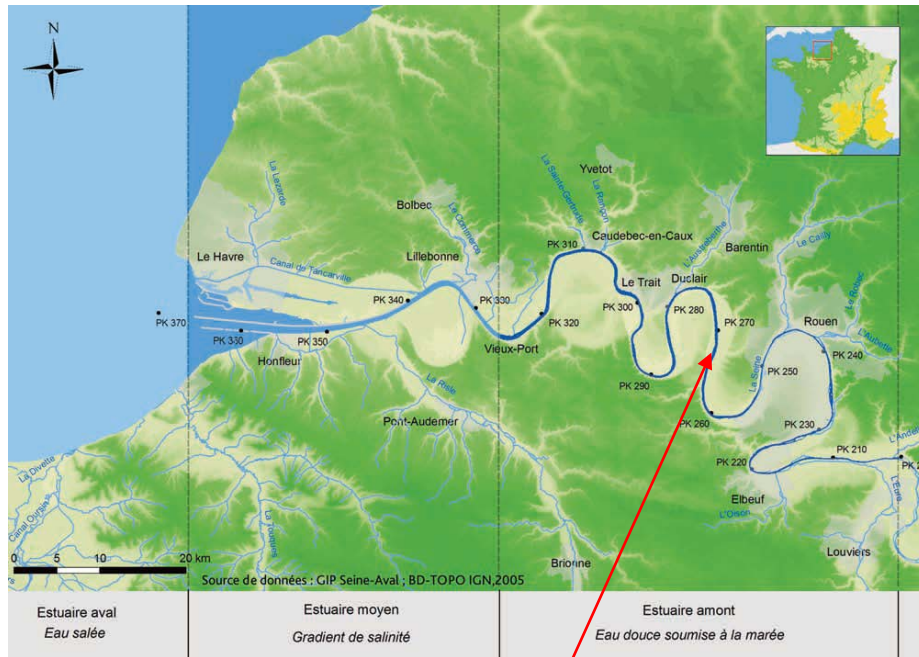 N
La Lezarde
Le Havre
Canal de Tancarville
Bolbec
Le Commerce
Lillebonne
Yvetot
La Sainte-Gertrude
La Rançon
Caudebec-en-Caux
L'Austreberthe
Barentin
Le Trait
Duclair
Le Cailly
Le Robec
Rouen
L'Aubette
La Seine
PK 370
PK 360
PK 350
PK 340
PK 330
PK 320
PK 310
PK 300
PK 290
PK 280
PK 270
PK 260
PK 250
PK 240
PK 230
PK 220
PK 210
Honfleur
Vieux-Port
La Risle
Pont-Audemer
La Divette
La Touques
Elbeuf
L'Oison
L'Eure
Louviers
Brionne
0 5 10 20 km
Source de données : GIP Seine-Aval ; BD-TOPO IGN,2005
Estuaire aval
Eau salée
Estuaire moyen
Gradient de salinité
Estuaire amont
Eau douce soumise à la marée